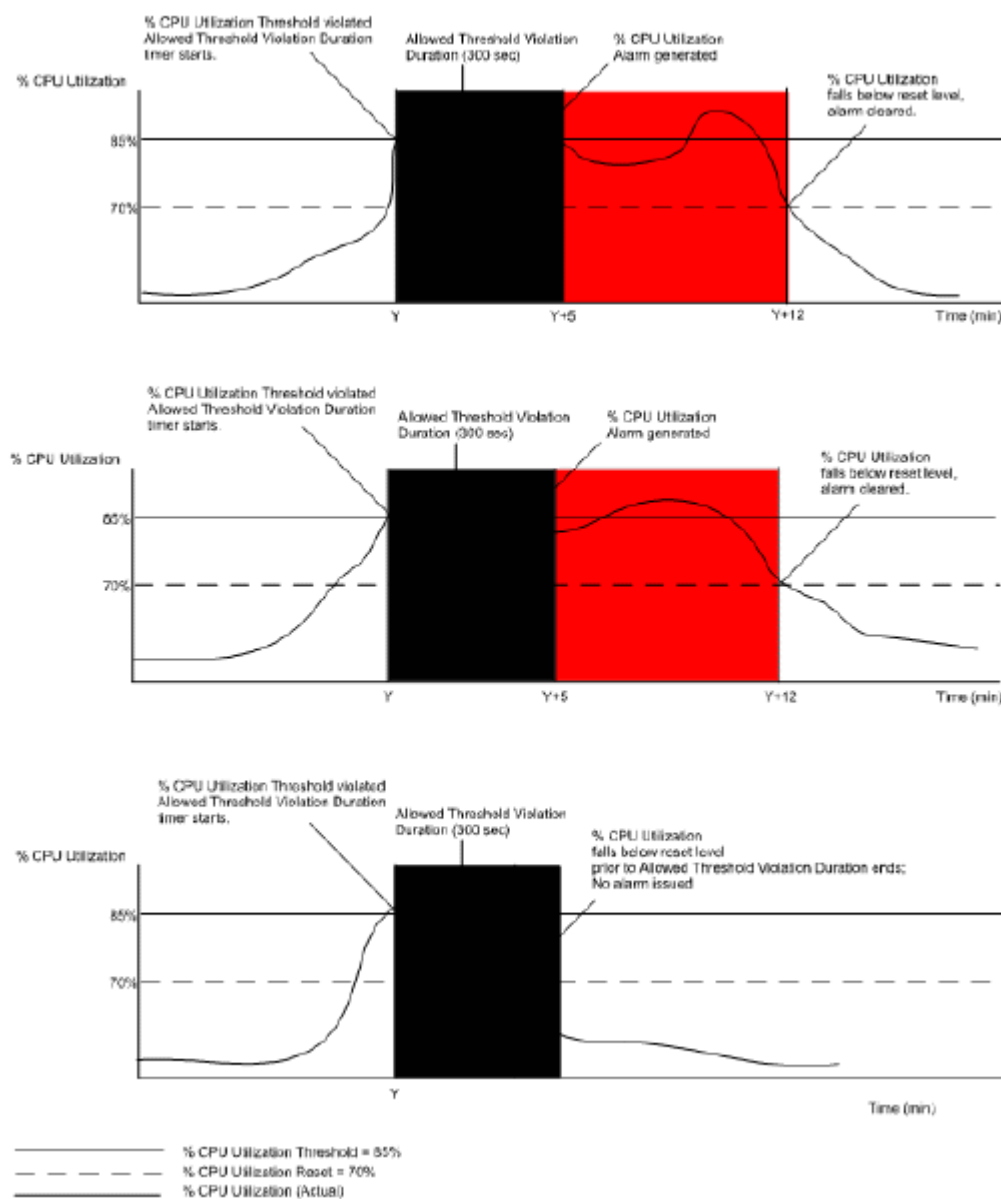 % CPU Utilization Threshold violated
Allowed Threshold Violation Duration
timer starts.
Allowed Threshold Violation
Duration (300 sec)
% CPU Utilization
Alarm generated
% CPU Utilization
falls below reset level,
alarm cleared.
% CPU Utilization
85%
70%
Y
Y+5
Y+12
Time (min)
% CPU Utilization Threshold violated
Allowed Threshold Violation Duration
timer starts.
Allowed Threshold Violation
Duration (300 sec)
% CPU Utilization
Alarm generated
% CPU Utilization
falls below reset level,
alarm cleared.
% CPU Utilization
85%
70%
Y
Y+5
Y+12
Time (min)
% CPU Utilization Threshold violated
Allowed Threshold Violation Duration
timer starts.
Allowed Threshold Violation
Duration (300 sec)
% CPU Utilization
falls below reset level
prior to Allowed Threshold Violation Duration ends;
No alarm issued
% CPU Utilization
85%
70%
Y
Time (min)
% CPU Utilization Threshold = 85%
% CPU Utilization Reset = 70%
% CPU Utilization (Actual)